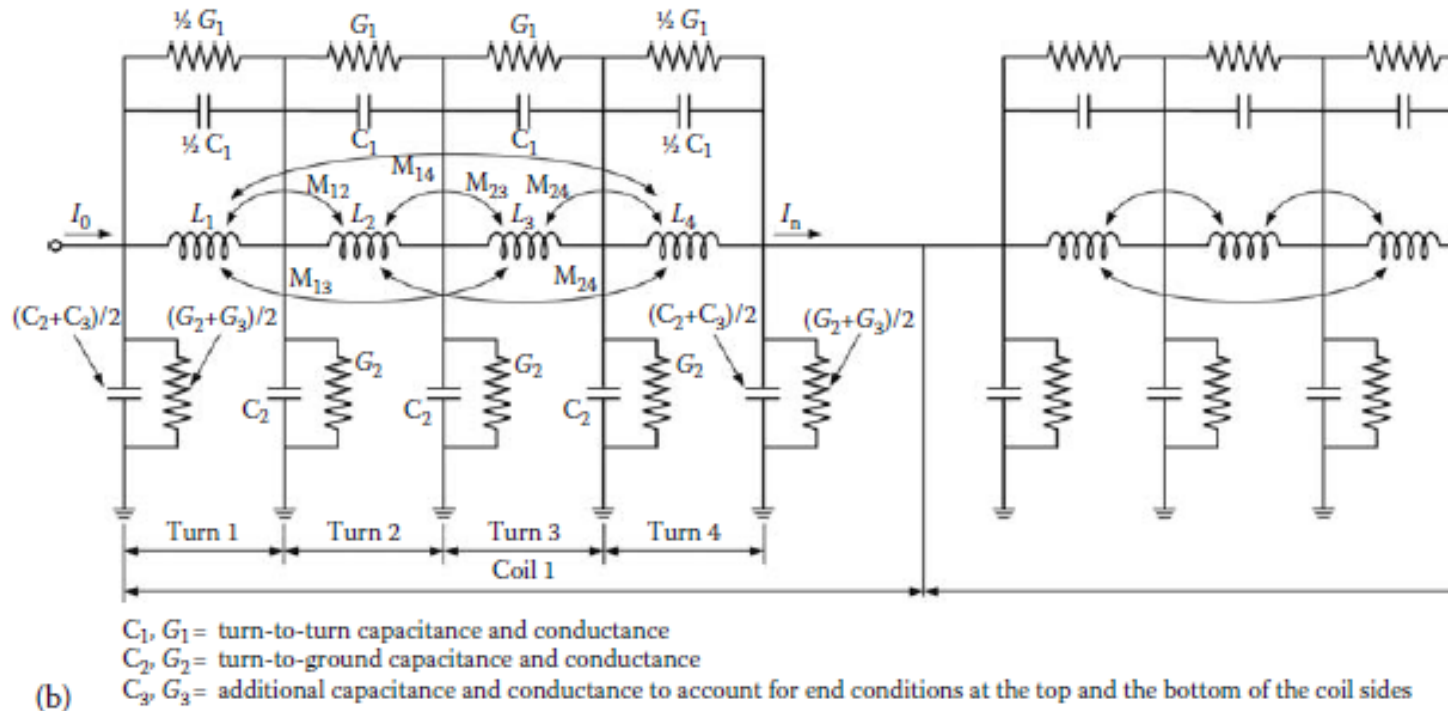 ½ G₁ G₁ G₁ ½ G₁
½ C₁ C₁ C₁ ½ C₁
M₁₄
M₁₂ M₂₃ M₂₄
I₀ L₁ L₂ L₃ L₄ Iₙ
M₁₃ M₂₄
(C₂+C₃)/2 (G₂+G₃)/2 (C₂+C₃)/2 (G₂+G₃)/2
G₂ G₂ G₂
C₂ C₂ C₂
Turn 1 Turn 2 Turn 3 Turn 4
Coil 1
C₁, G₁ = turn-to-turn capacitance and conductance
C₂, G₂ = turn-to-ground capacitance and conductance
(b) C₃, G₃ = additional capacitance and conductance to account for end conditions at the top and the bottom of the coil sides